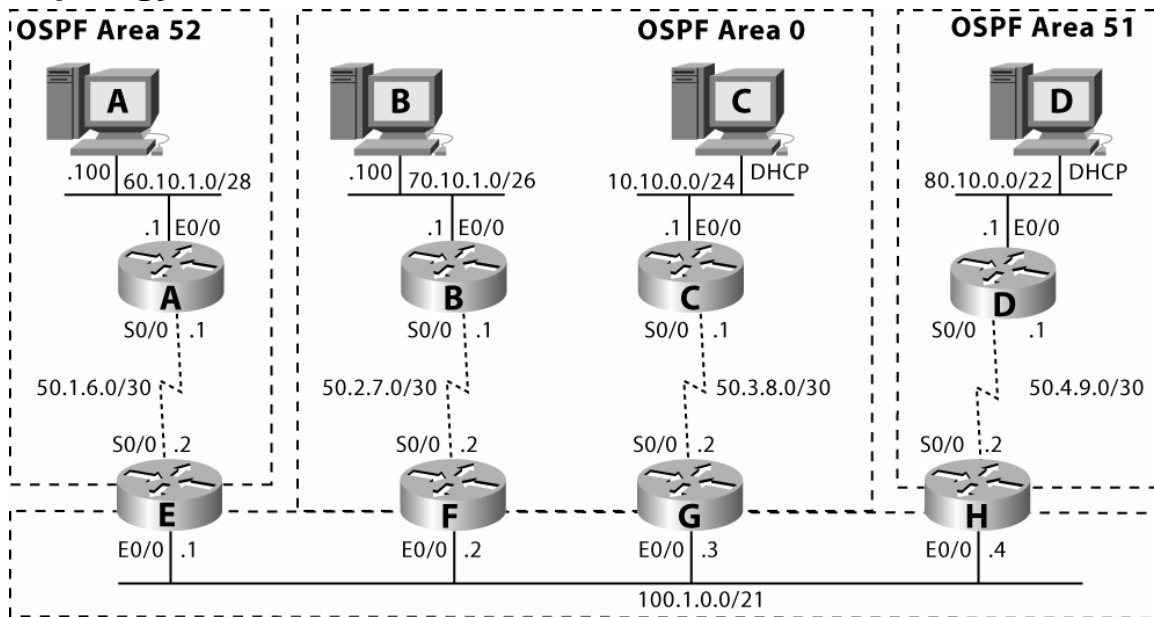 OSPF Area 52
OSPF Area 0
OSPF Area 51
A
B
C
D
.100
60.10.1.0/28
.100
70.10.1.0/26
10.10.0.0/24
DHCP
80.10.0.0/22
DHCP
.1 E0/0
.1 E0/0
.1 E0/0
.1 E0/0
A
B
C
D
S0/0 .1
S0/0 .1
S0/0 .1
S0/0 .1
50.1.6.0/30
50.2.7.0/30
50.3.8.0/30
50.4.9.0/30
S0/0 .2
S0/0 .2
S0/0 .2
S0/0 .2
E
F
G
H
E0/0 .1
E0/0 .2
E0/0 .3
E0/0 .4
100.1.0.0/21